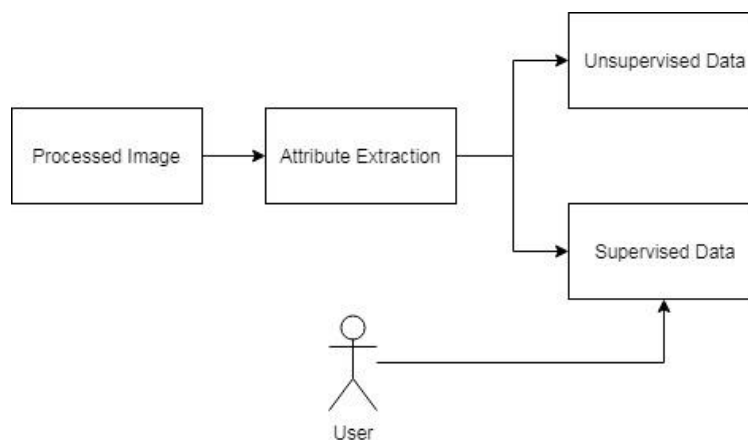 Unsupervised Data
Processed Image
Attribute Extraction
Supervised Data
User